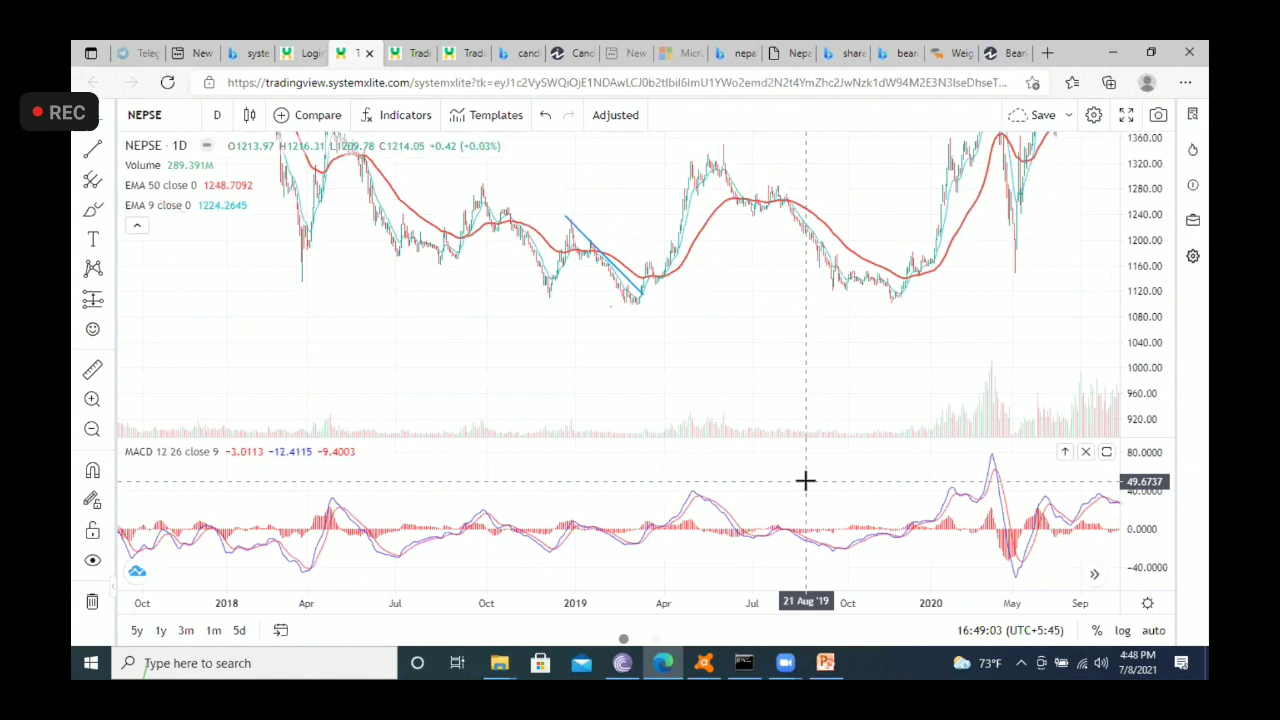 Teleg New syste Login T Tradi Tradi cand Canc New Micr. nepa Nepa share bear. Weig Bear
https://tradingview.systemxlite.com/systemxlite?tk=
REC
NEPSE D Compare Indicators Templates Adjusted Save
NEPSE · 1D O1213.97 H1216.31 L1209.78 C1214.05 +0.42 (+0.03%)
Volume 289.391M
EMA 50 close 0 1248.7092
EMA 9 close 0 1224.2645
1360.00
1320.00
1280.00
1240.00
1200.00
1160.00
1120.00
1080.00
1040.00
1000.00
960.00
920.00
MACD 12 26 close 9 −3.0113 −12.4115 −9.4003
80.0000
49.6737
40.0000
0.0000
−40.0000
Oct 2018 Apr Jul Oct 2019 Apr Jul 21 Aug '19 Oct 2020 May Sep
5y 1y 3m 1m 5d 16:49:03 (UTC+5:45) % log auto
Type here to search 73°F 4:48 PM
7/8/2021